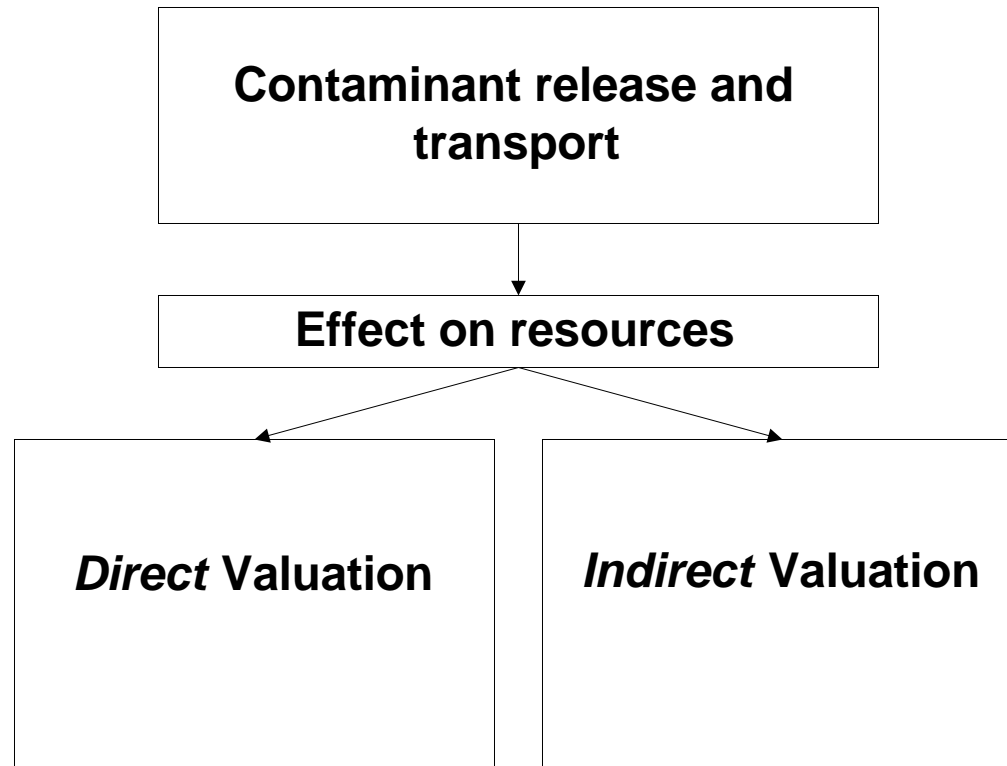 Contaminant release and
transport
Effect on resources
Direct Valuation
Indirect Valuation